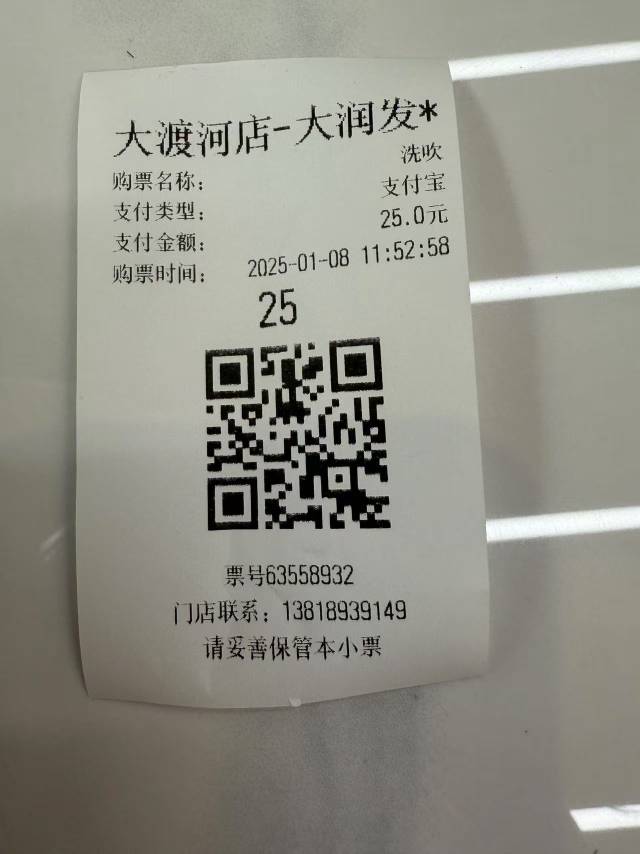 大渡河店-大润发*
购票名称： 洗吹
支付类型： 支付宝
支付金额： 25.0元
购票时间： 2025-01-08 11:52:58
25
票号63558932
门店联系：13818939149
请妥善保管本小票